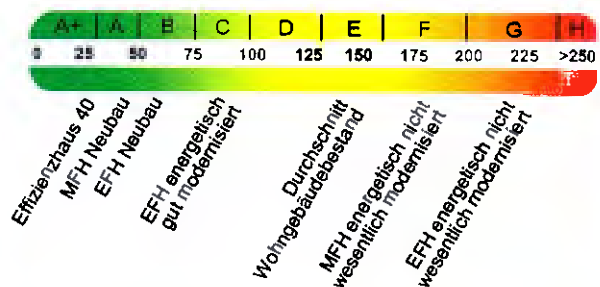 A+ A B C D E F G H
0 25 50 75 100 125 150 175 200 225 >250
Effizienzhaus 40
MFH Neubau
EFH Neubau
EFH energetisch
gut modernisiert
Durchschnitt
Wohngebäudebestand
MFH energetisch nicht
wesentlich modernisiert
EFH energetisch nicht
wesentlich modernisiert